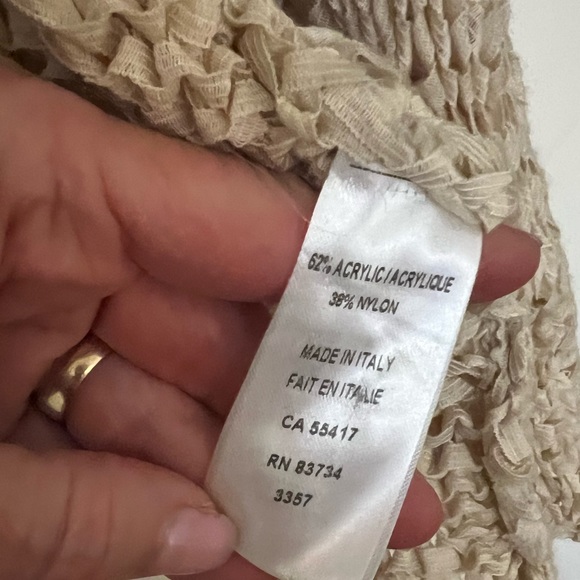 62% ACRYLIC/ACRYLIQUE
38% NYLON
MADE IN ITALY
FAIT EN ITALIE
CA 55417
RN 83734
3357